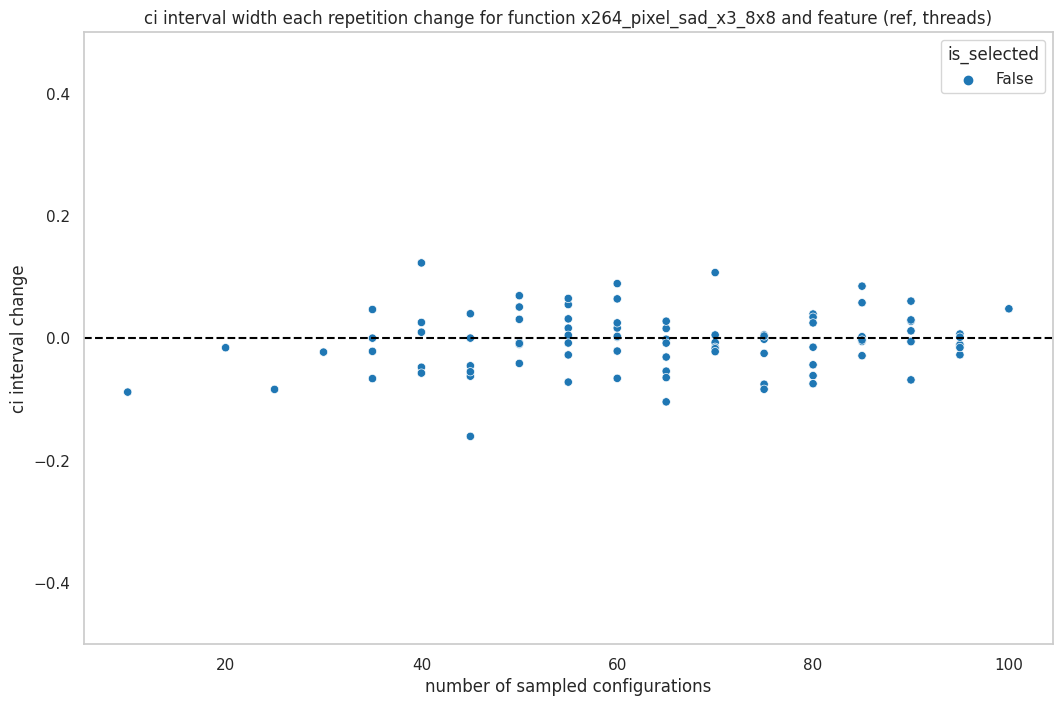 ci interval width each repetition change for function x264_pixel_sad_x3_8x8 and feature (ref, threads)
is_selected
False
0.4
0.2
0.0
−0.2
−0.4
ci interval change
20 40 60 80 100
number of sampled configurations